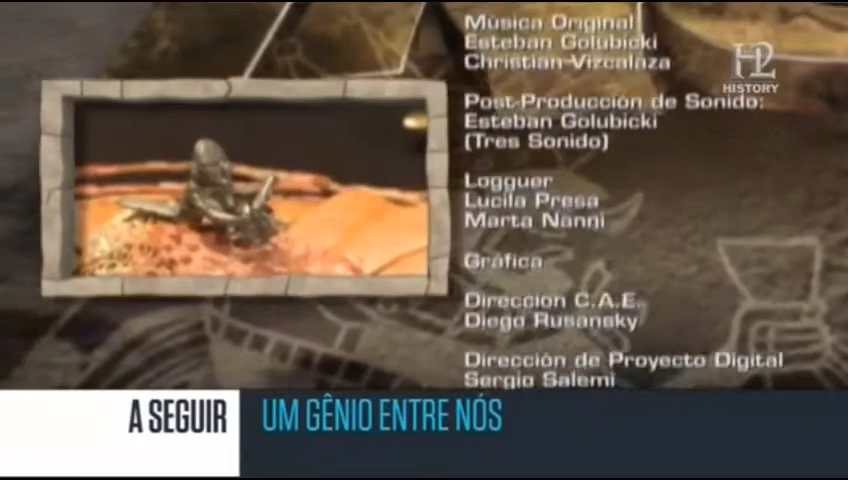 Música Original
Esteban Golubicki
Christian Vizcalaza
H2
HISTORY
Post-Producción de Sonido:
Esteban Golubicki
(Tres Sonido)
Logguer
Lucila Presa
Marta Nanni
Gráfica
Dirección C.A.E.
Diego Rusansky
Dirección de Proyecto Digital
Sergio Salemi
A SEGUIR
UM GÊNIO ENTRE NÓS